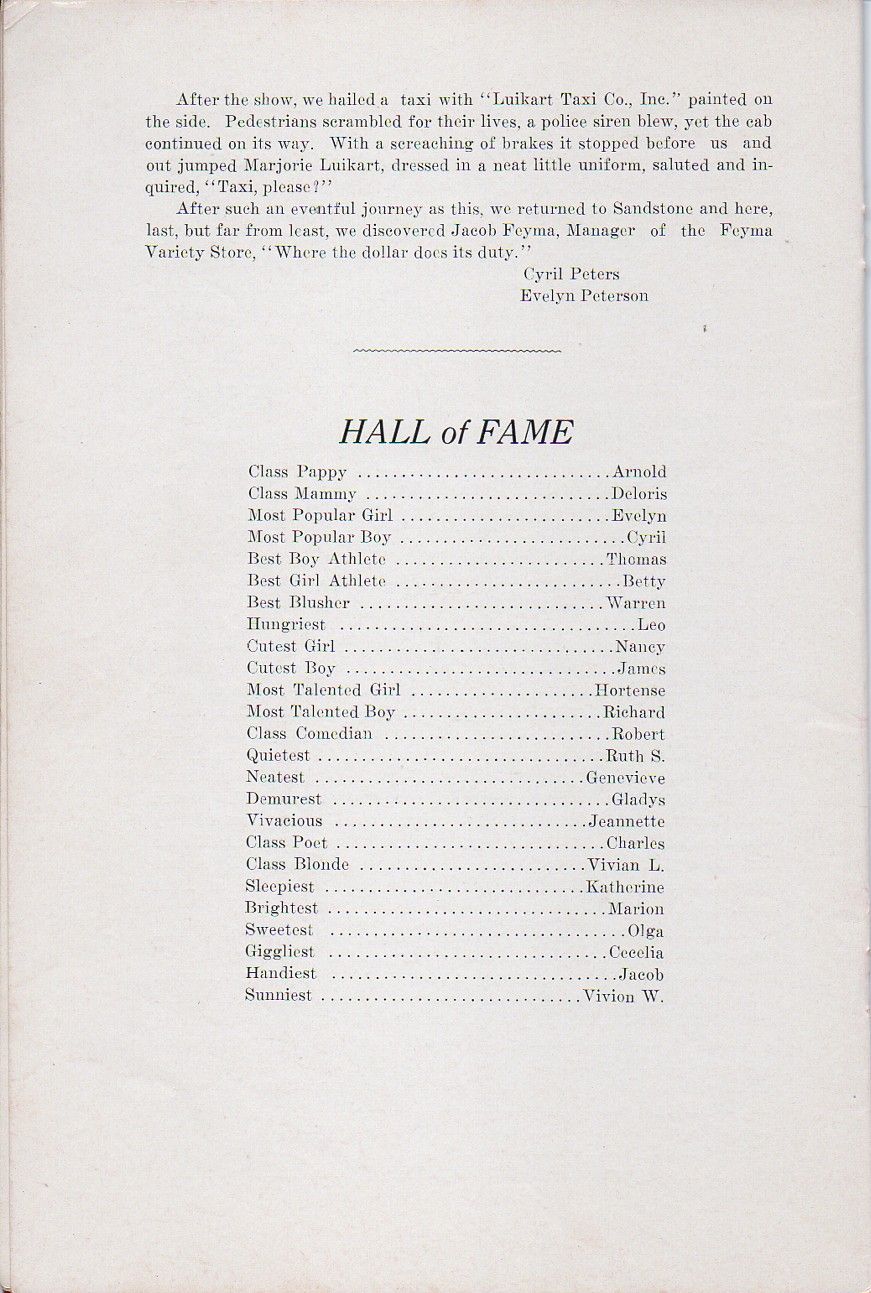 After the show, we hailed a taxi with "Luikart Taxi Co., Inc." painted on
the side. Pedestrians scrambled for their lives, a police siren blew, yet the cab
continued on its way. With a screaching of brakes it stopped before us and
out jumped Marjorie Luikart, dressed in a neat little uniform, saluted and in-
quired, "Taxi, please?"
After such an eventful journey as this, we returned to Sandstone and here,
last, but far from least, we discovered Jacob Feyma, Manager of the Feyma
Variety Store, "Where the dollar does its duty."
Cyril Peters
Evelyn Peterson
HALL of FAME
Class Pappy ............................. Arnold
Class Mammy ............................ Deloris
Most Popular Girl ........................ Evelyn
Most Popular Boy .......................... Cyril
Best Boy Athlete ........................ Thomas
Best Girl Athlete .......................... Betty
Best Blusher ............................ Warren
Hungriest .................................. Leo
Cutest Girl ............................... Nancy
Cutest Boy ............................... James
Most Talented Girl ..................... Hortense
Most Talented Boy ....................... Richard
Class Comedian .......................... Robert
Quietest ................................. Ruth S.
Neatest ............................... Genevieve
Demurest ................................ Gladys
Vivacious ............................. Jeannette
Class Poet ............................... Charles
Class Blonde .......................... Vivian L.
Sleepiest .............................. Katherine
Brightest ................................ Marion
Sweetest .................................. Olga
Giggliest ................................ Cecelia
Handiest ................................. Jacob
Sunniest .............................. Vivion W.